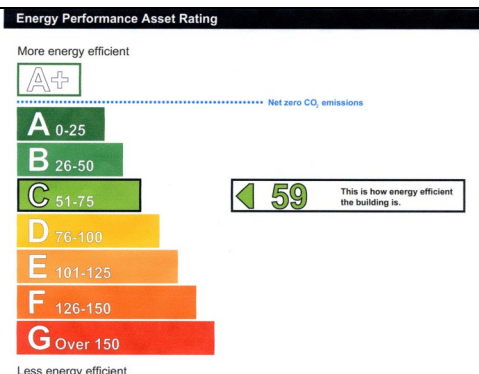 Energy Performance Asset Rating
More energy efficient
A+
Net zero CO₂ emissions
A 0-25
B 26-50
C 51-75
59
This is how energy efficient
the building is.
D 76-100
E 101-125
F 126-150
G Over 150
Less energy efficient